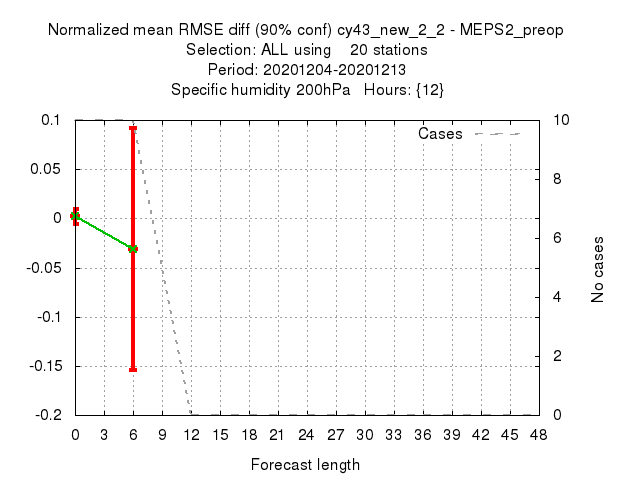 Normalized mean RMSE diff (90% conf) cy43_new_2_2 - MEPS2_preop
Selection: ALL using 20 stations
Period: 20201204-20201213
Specific humidity 200hPa Hours: {12}
Cases
0.1
0.05
0
-0.05
-0.1
-0.15
-0.2
10
8
6
4
2
0
No cases
0 3 6 9 12 15 18 21 24 27 30 33 36 39 42 45 48
Forecast length